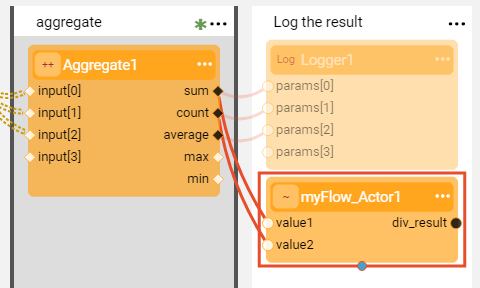 aggregate
++ Aggregate1
input[0] sum
input[1] count
input[2] average
input[3] max
min
Log the result
Log Logger1
params[0]
params[1]
params[2]
params[3]
~ myFlow_Actor1
value1 div_result
value2